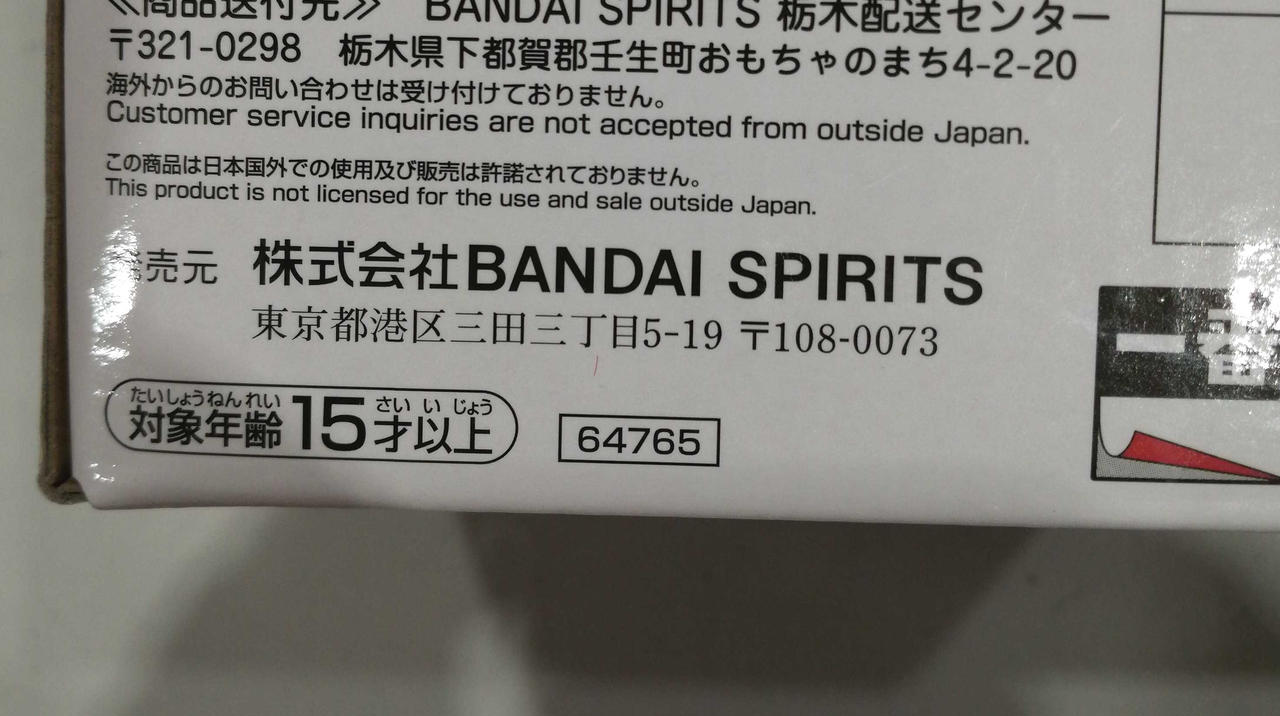 ≪商品送付先≫ BANDAI SPIRITS 栃木配送センター
〒321-0298 栃木県下都賀郡壬生町おもちゃのまち4-2-20
海外からのお問い合わせは受け付けておりません。
Customer service inquiries are not accepted from outside Japan.
この商品は日本国外での使用及び販売は許諾されておりません。
This product is not licensed for the use and sale outside Japan.
発売元 株式会社BANDAI SPIRITS
東京都港区三田三丁目5-19 〒108-0073
たいしょうねんれい さい い じょう
対象年齢15才以上
64765
一番